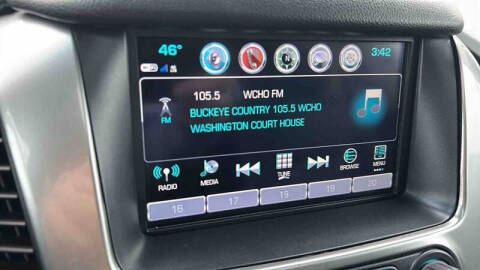 46° 3:42
105.5 WCHO FM
BUCKEYE COUNTRY 105.5 WCHO
FM
WASHINGTON COURT HOUSE
RADIO MEDIA TUNE BROWSE MENU
16 17 19 19 20